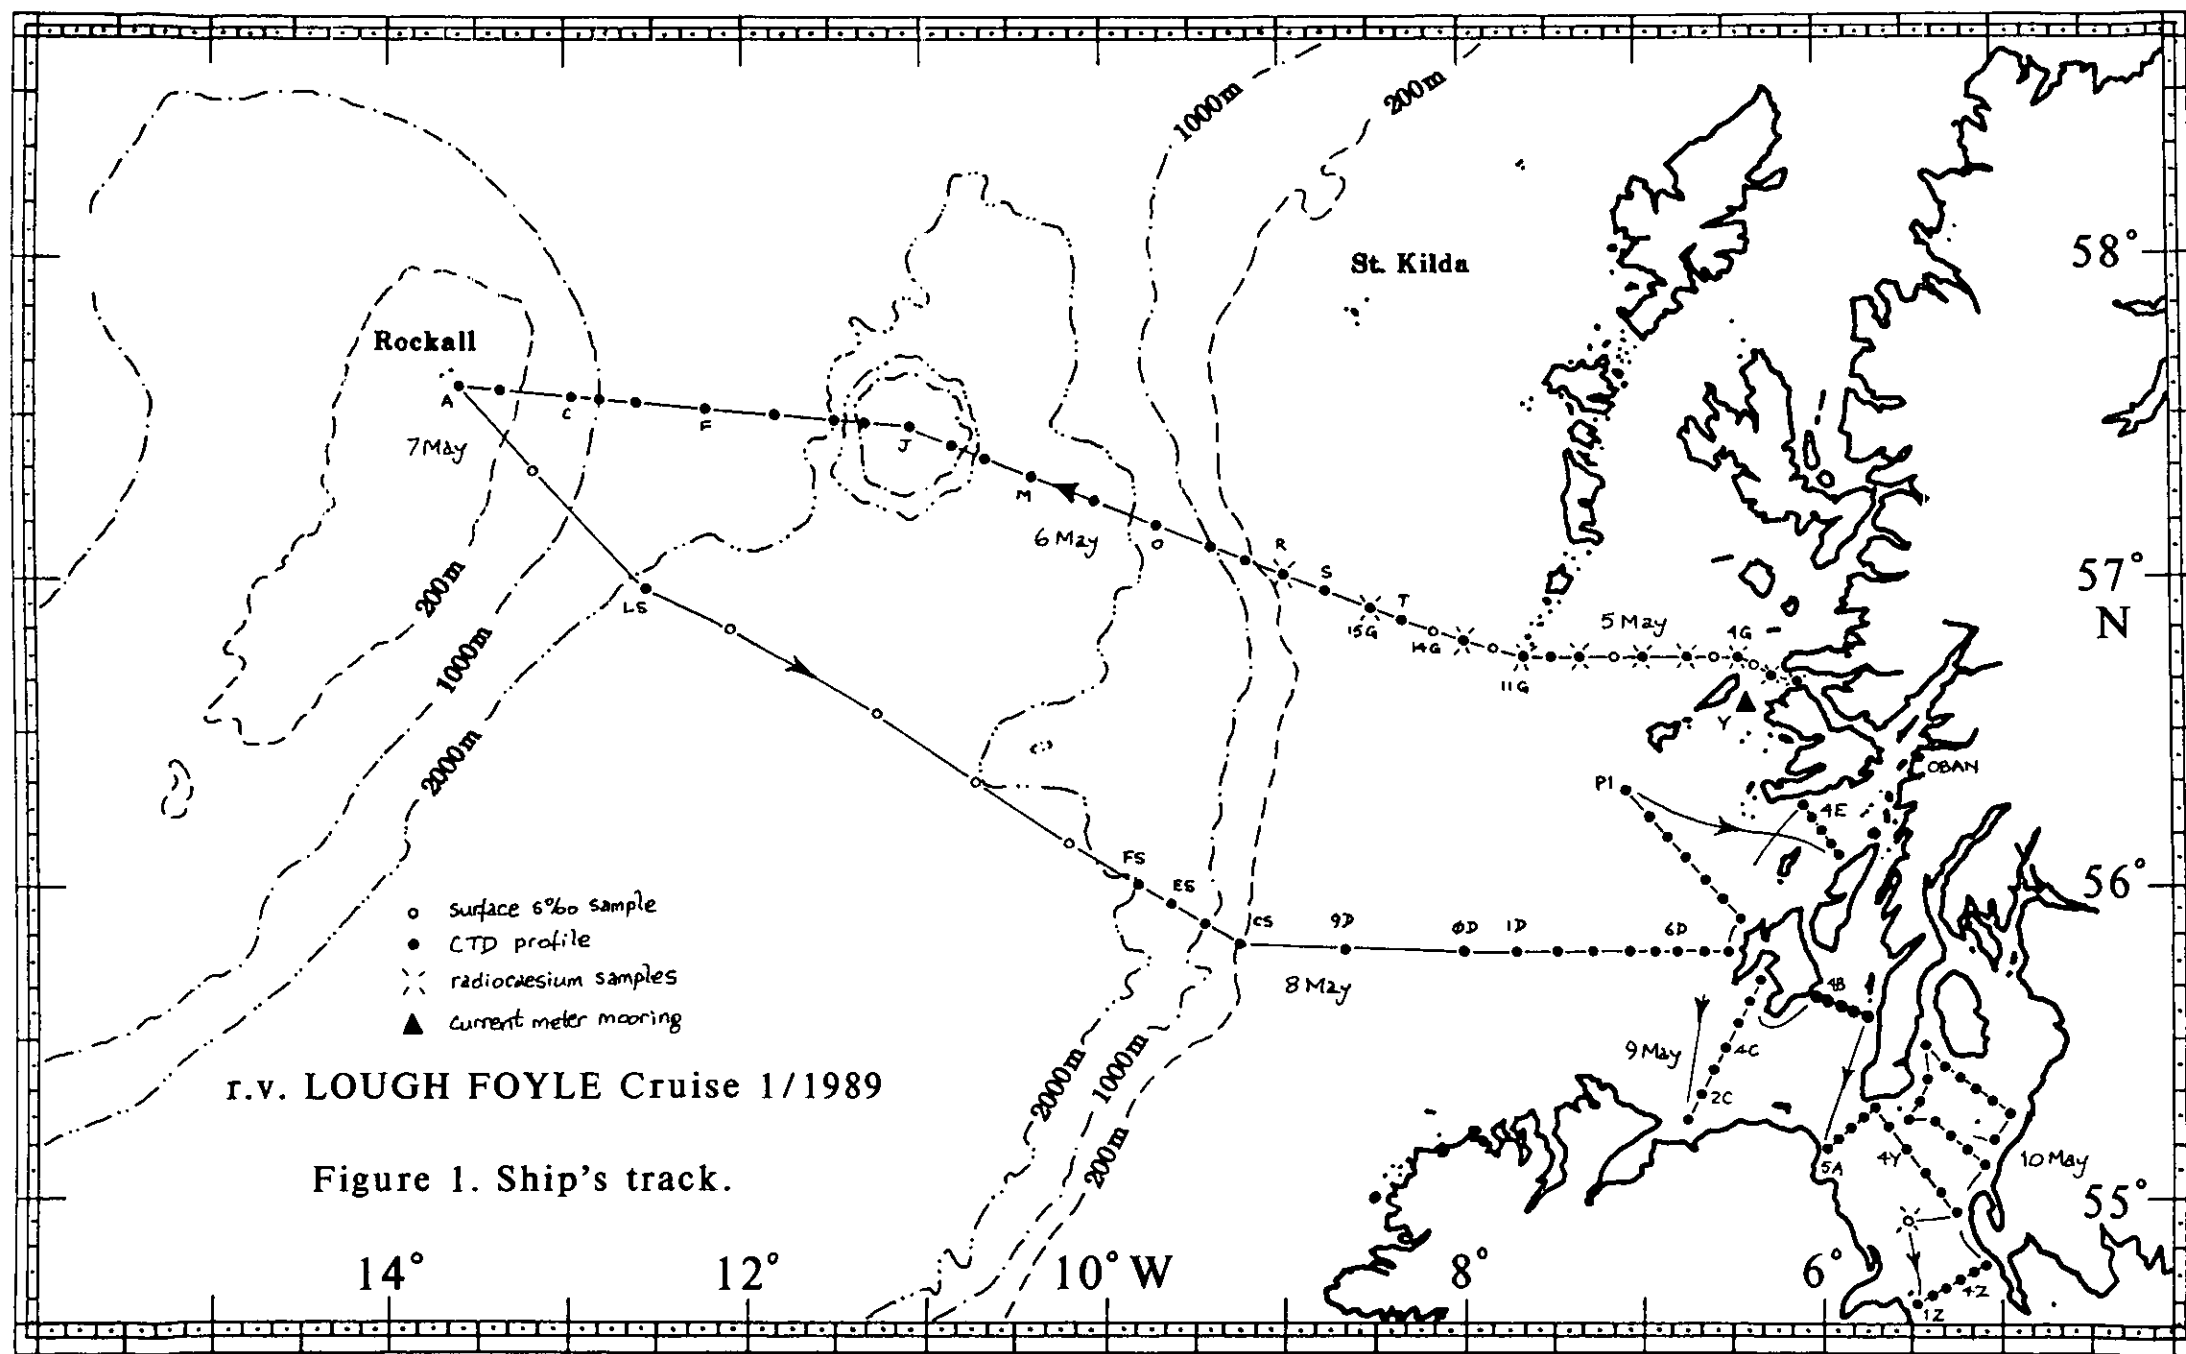 1000m
200m
58°
St. Kilda
Rockall
A
C
F
J
7 May
M
6 May
O
R
S
T
15G
14G
11G
5 May
4G
57°
N
LS
200m
1000m
2000m
Y
OBAN
P1
4E
FS
ES
CS
9D
ØD
1D
6D
56°
8 May
4B
surface s‰ sample
CTD profile
radiocaesium samples
current meter mooring
r.v. LOUGH FOYLE Cruise 1/1989
Figure 1. Ship's track.
2000m
1000m
200m
9 May
4C
2C
5A
4Y
10 May
55°
4Z
1Z
14°
12°
10° W
8°
6°